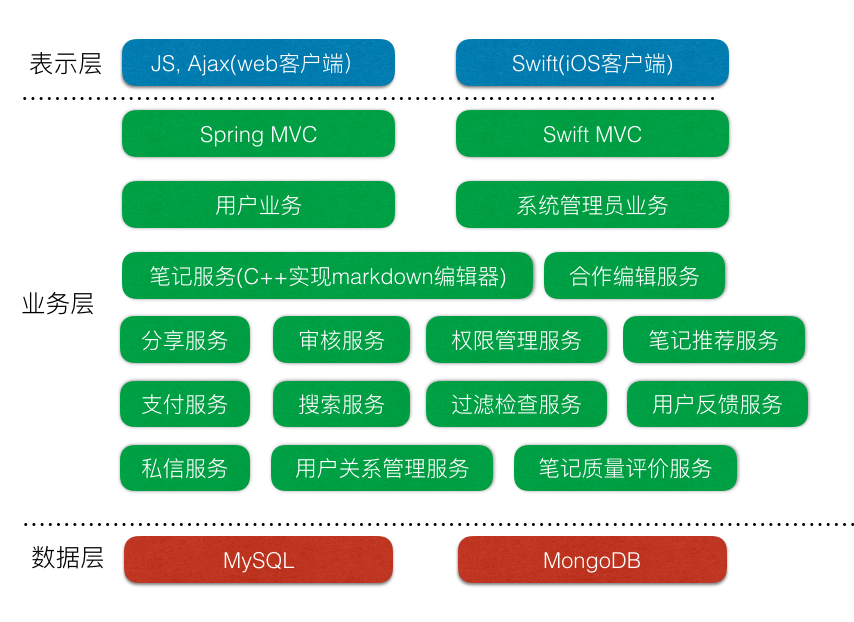 表示层
JS, Ajax(web客户端）
Swift(iOS客户端)
Spring MVC
Swift MVC
用户业务
系统管理员业务
业务层
笔记服务(C++实现markdown编辑器)
合作编辑服务
分享服务
审核服务
权限管理服务
笔记推荐服务
支付服务
搜索服务
过滤检查服务
用户反馈服务
私信服务
用户关系管理服务
笔记质量评价服务
数据层
MySQL
MongoDB